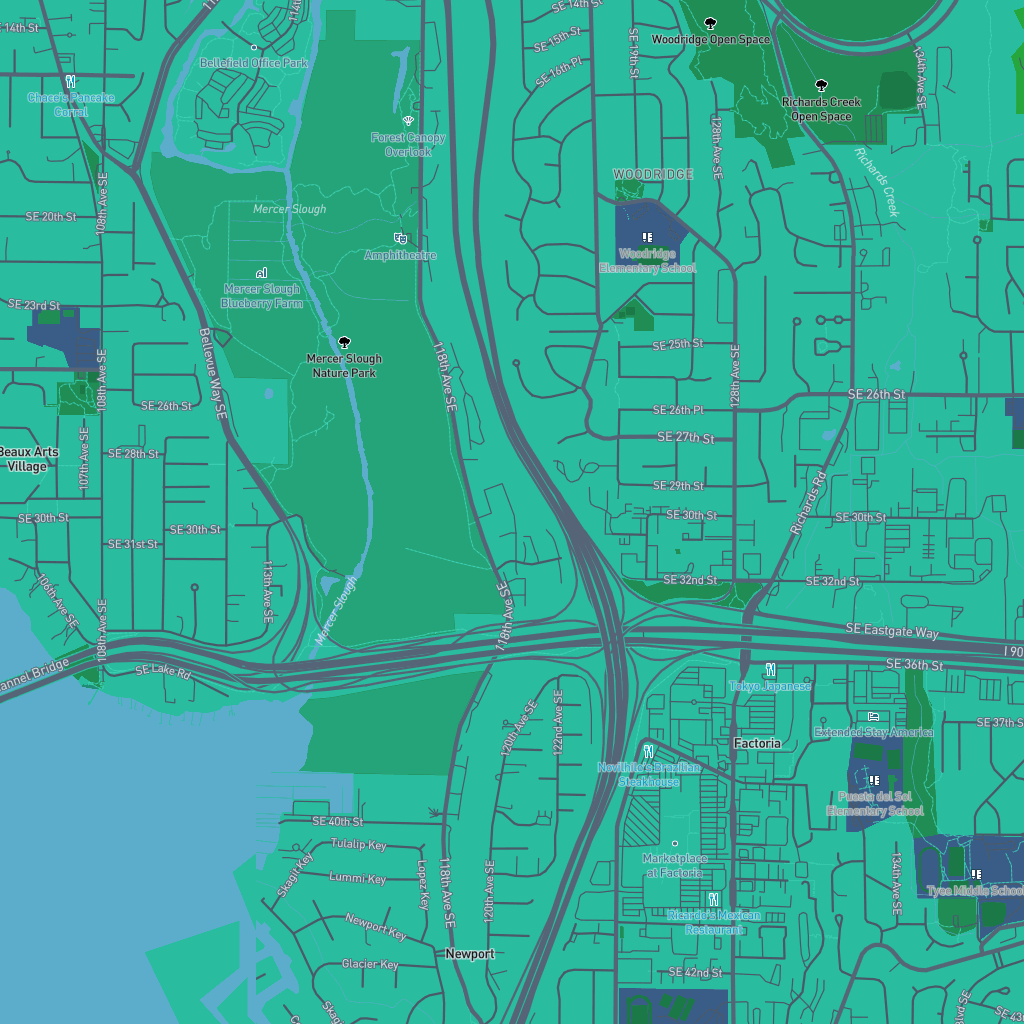 SE 14th St
Woodridge Open Space
14th St
SE 15th St
SE 19th St
Bellefield Office Park
SE 16th Pl
134th Ave SE
Chace's Pancake
Corral
Richards Creek
Open Space
Forest Canopy
Overlook
128th Ave SE
WOODRIDGE
Richards Creek
108th Ave SE
Mercer Slough
SE 20th St
Amphitheatre
Woodridge
Elementary School
Mercer Slough
Blueberry Farm
SE 23rd St
Mercer Slough
Nature Park
SE 25th St
Bellevue Way SE
118th Ave SE
108th Ave SE
128th Ave SE
SE 26th St
SE 26th St
SE 26th Pl
SE 27th St
Beaux Arts
Village
107th Ave SE
SE 28th St
SE 29th St
Richards Rd
SE 30th St
SE 30th St
SE 30th St
SE 30th St
SE 31st St
SE 32nd St
SE 32nd St
106th Ave SE
113th Ave SE
108th Ave SE
Mercer Slough
118th Ave SE
SE Eastgate Way
I 90
SE 36th St
annel Bridge
SE Lake Rd
Tokyo Japanese
120th Ave SE
122nd Ave SE
Extended Stay America
SE 37th St
Factoria
Novilhilo's Brazilian
Steakhouse
Puesta del Sol
Elementary School
SE 40th St
Tulalip Key
Marketplace
at Factoria
Skagit Key
Lummi Key
Lopez Key
118th Ave SE
120th Ave SE
134th Ave SE
Tyee Middle School
Ricardo's Mexican
Restaurant
Newport Key
Newport
Glacier Key
SE 42nd St
Skagi
Blvd SE
SE 43r